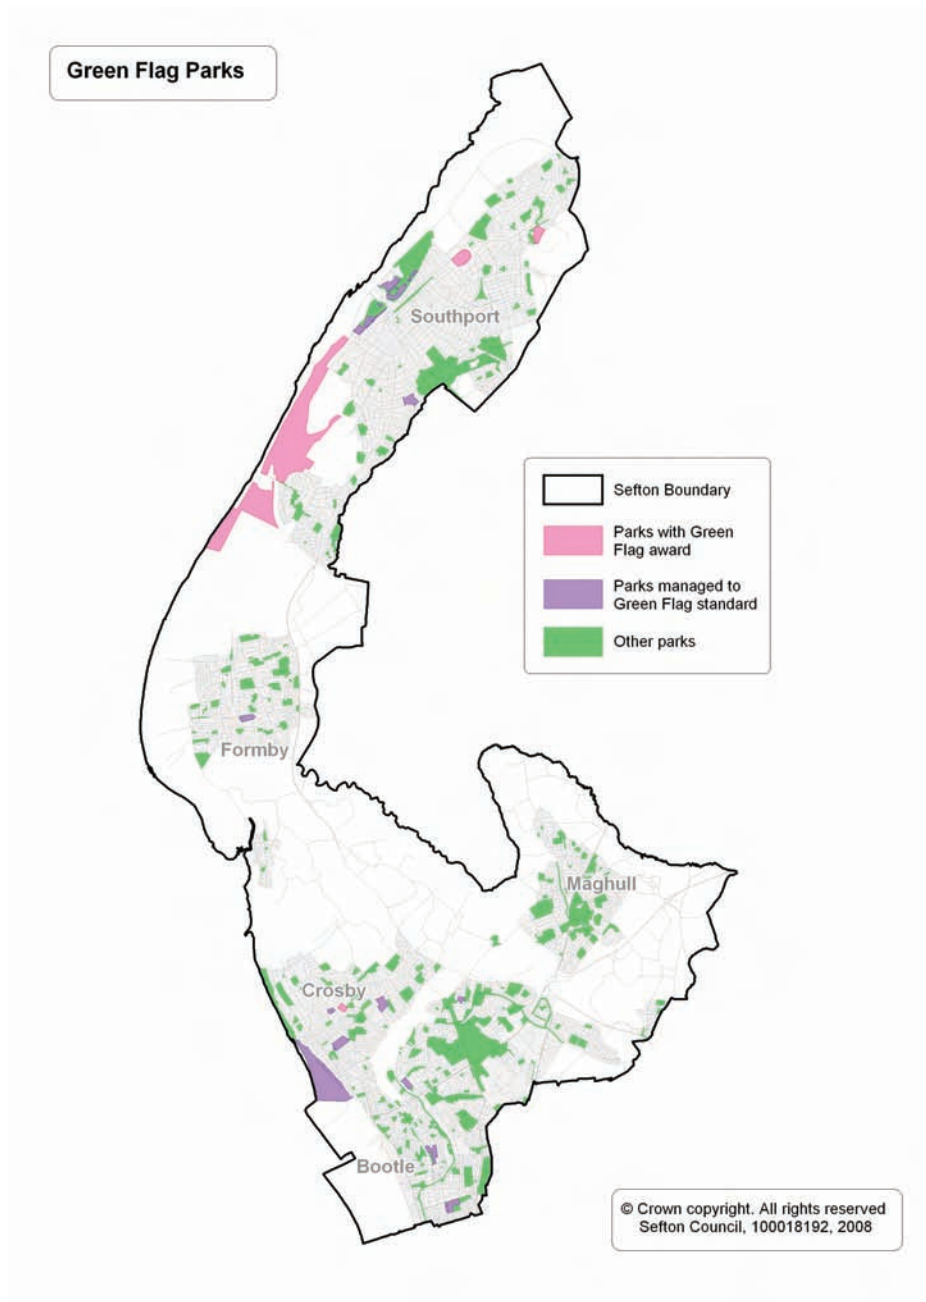 Green Flag Parks
Southport
Sefton Boundary
Parks with Green
Flag award
Parks managed to
Green Flag standard
Other parks
Formby
Maghull
Crosby
Bootle
© Crown copyright. All rights reserved
Sefton Council, 100018192, 2008